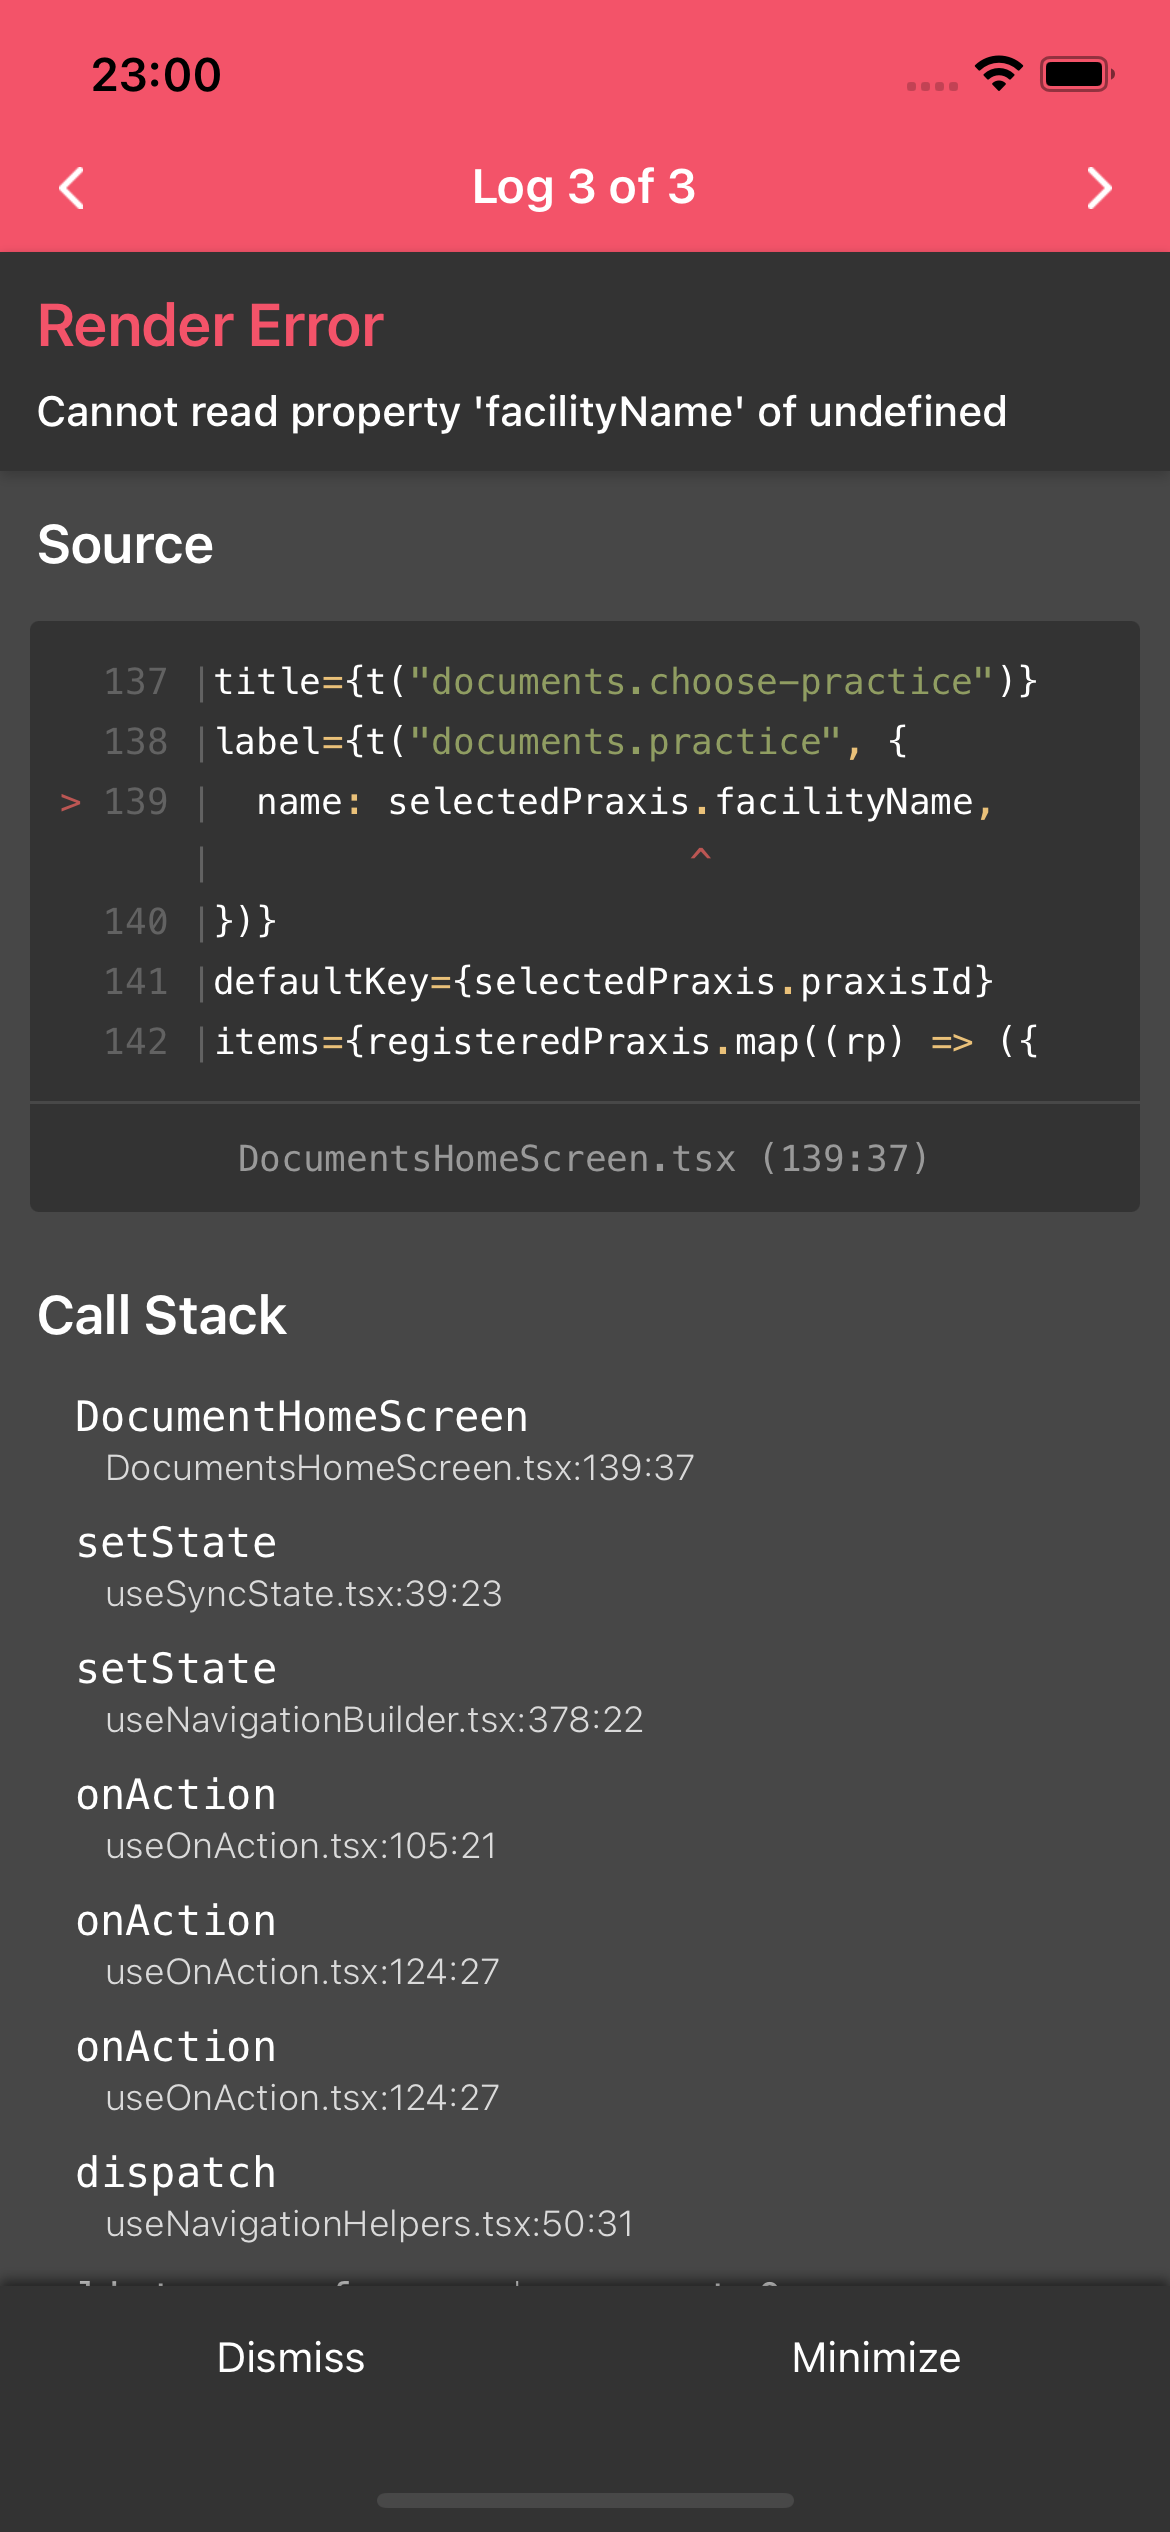 23:00
Log 3 of 3
Render Error
Cannot read property 'facilityName' of undefined
Source
137 |title={t("documents.choose-practice")}
138 |label={t("documents.practice", {
> 139 |  name: selectedPraxis.facilityName,
|                      ^
140 |})}
141 |defaultKey={selectedPraxis.praxisId}
142 |items={registeredPraxis.map((rp) => ({
DocumentsHomeScreen.tsx (139:37)
Call Stack
DocumentHomeScreen
DocumentsHomeScreen.tsx:139:37
setState
useSyncState.tsx:39:23
setState
useNavigationBuilder.tsx:378:22
onAction
useOnAction.tsx:105:21
onAction
useOnAction.tsx:124:27
onAction
useOnAction.tsx:124:27
dispatch
useNavigationHelpers.tsx:50:31
Dismiss
Minimize